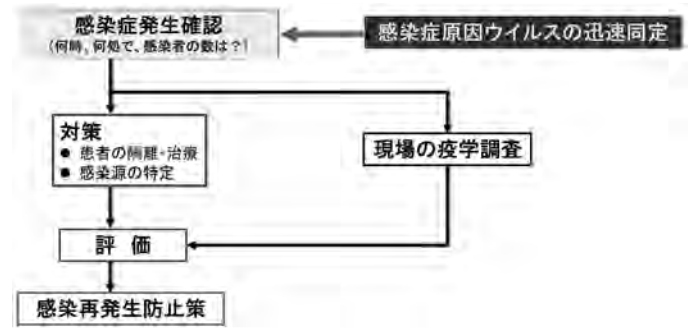 感染症発生確認
(何時、何処で、感染者の数は?)
感染症原因ウイルスの迅速同定
対策
● 患者の隔離・治療
● 感染源の特定
現場の疫学調査
評 価
感染再発生防止策